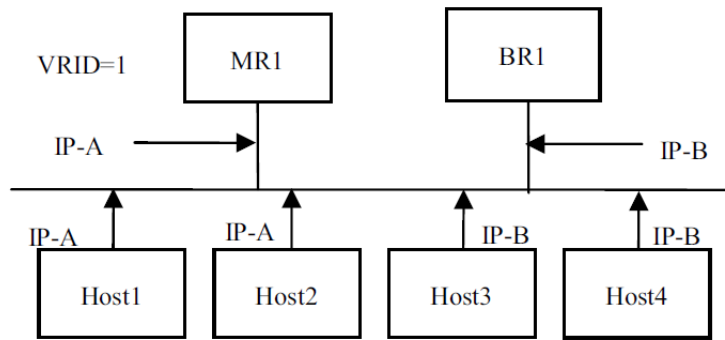 MR1 BR1
VRID=1
IP-A IP-B
IP-A IP-A IP-B IP-B
Host1 Host2 Host3 Host4